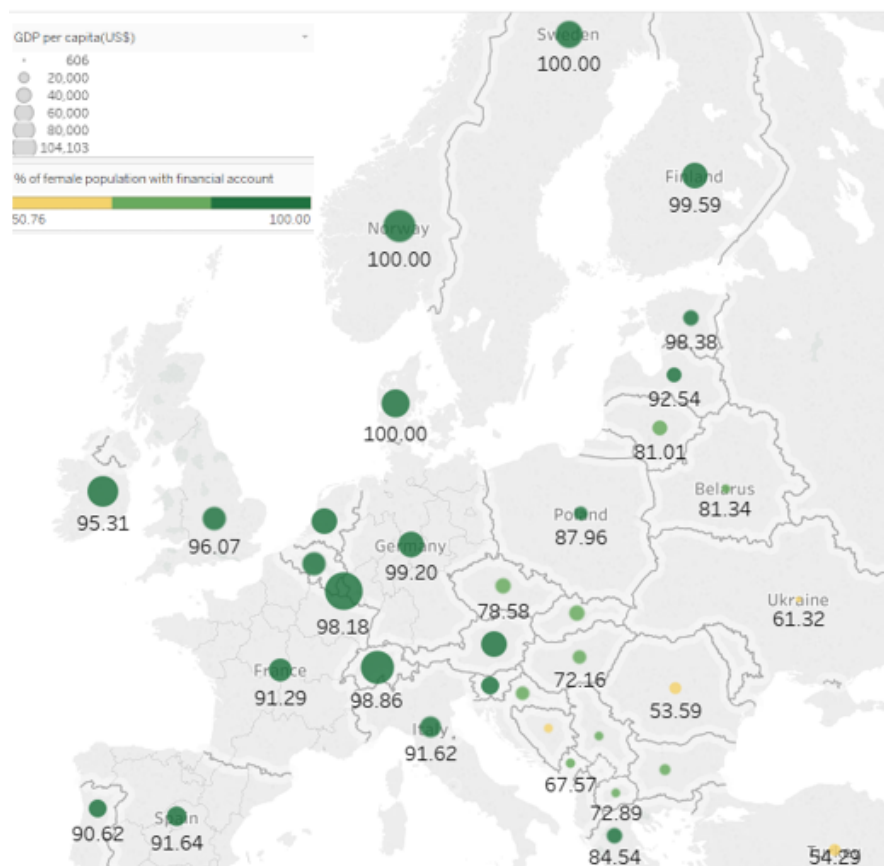 GDP per capita(US$)
606
20,000
40,000
60,000
80,000
104,103
% of female population with financial account
50.76 100.00
Sweden
100.00
Finland
99.59
Norway
100.00
98.38
92.54
100.00
81.01
Belarus
81.34
95.31
96.07
Poland
87.96
Germany
99.20
78.58
Ukraine
61.32
98.18
France
91.29
98.86
72.16
53.59
Italy
91.62
67.57
72.89
90.62
Spain
91.64
84.54
Turkey
54.29